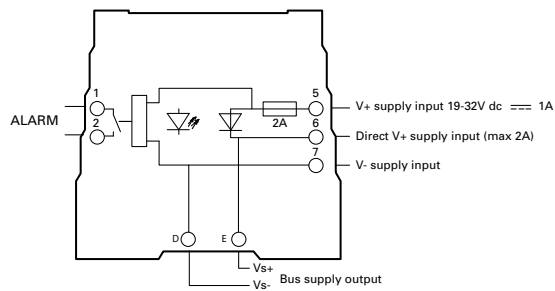 1
2
ALARM
5
2A
6
7
V+ supply input 19-32V dc 1A
Direct V+ supply input (max 2A)
V- supply input
D
E
Vs+
Vs-
Bus supply output